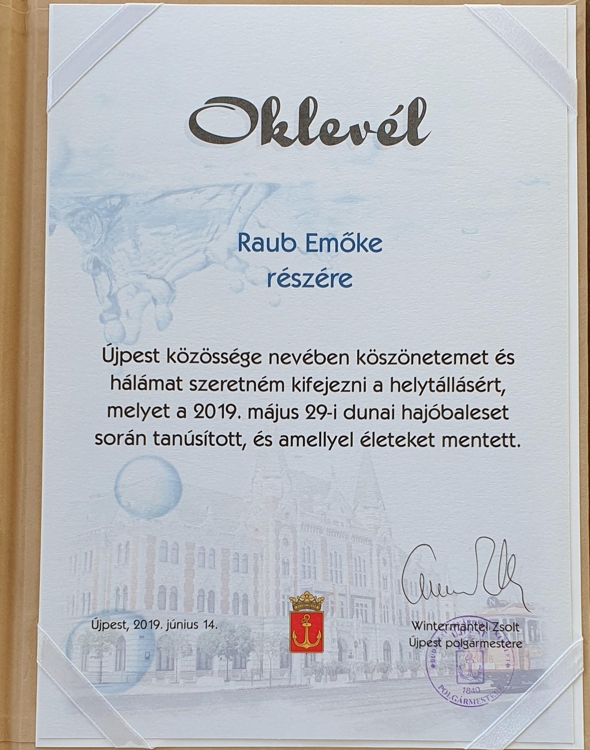 Oklevél
Raub Emőke
részére
Újpest közössége nevében köszönetemet és
hálámat szeretném kifejezni a helytállásért,
melyet a 2019. május 29-i dunai hajóbaleset
során tanúsított, és amellyel életeket mentett.
Újpest, 2019. június 14.
Wintermantel Zsolt
Újpest polgármestere
1840